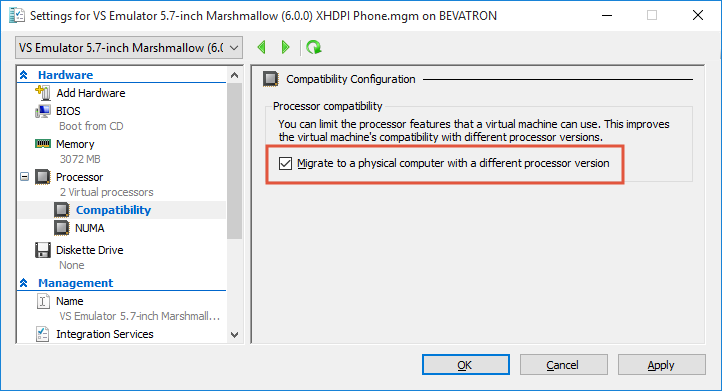 Settings for VS Emulator 5.7-inch Marshmallow (6.0.0) XHDPI Phone.mgm on BEVATRON
VS Emulator 5.7-inch Marshmallow (6.(
Hardware
Add Hardware
BIOS
Boot from CD
Memory
3072 MB
Processor
2 Virtual processors
Compatibility
NUMA
Diskette Drive
None
Management
Name
VS Emulator 5.7-inch Marshmall...
Integration Services
Compatibility Configuration
Processor compatibility
You can limit the processor features that a virtual machine can use. This improves
the virtual machine's compatibility with different processor versions.
Migrate to a physical computer with a different processor version
OK
Cancel
Apply